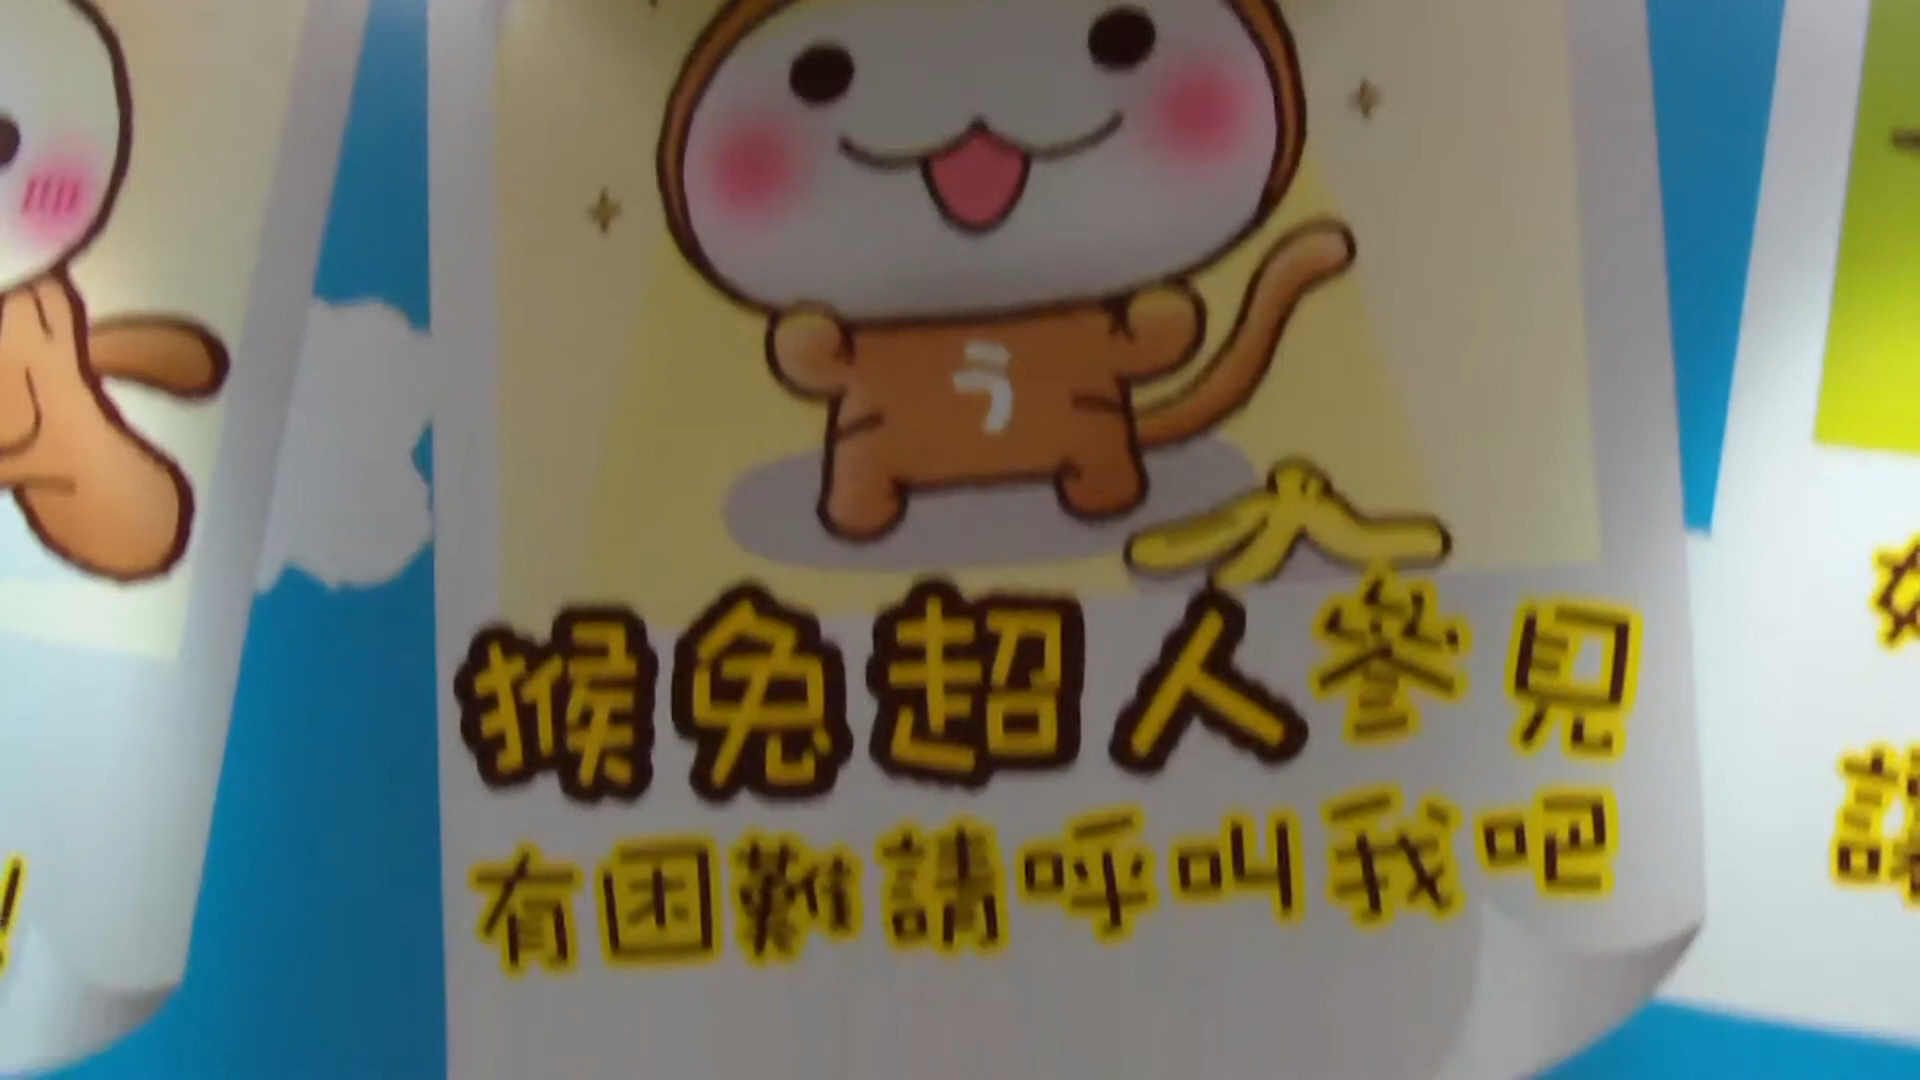 う
猴兔超人參見
有困難請呼叫我吧